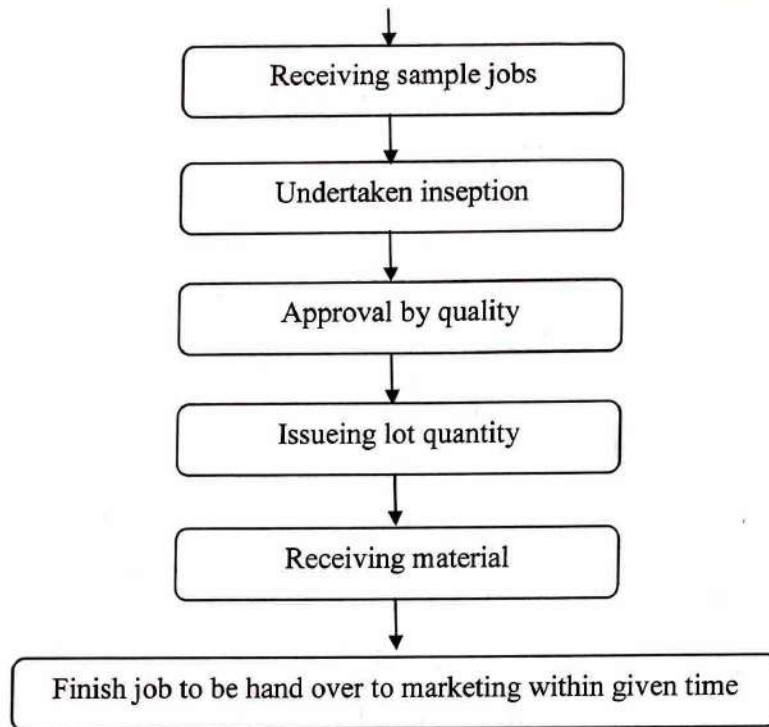 Receiving sample jobs
Undertaken inseption
Approval by quality
Issueing lot quantity
Receiving material
Finish job to be hand over to marketing within given time